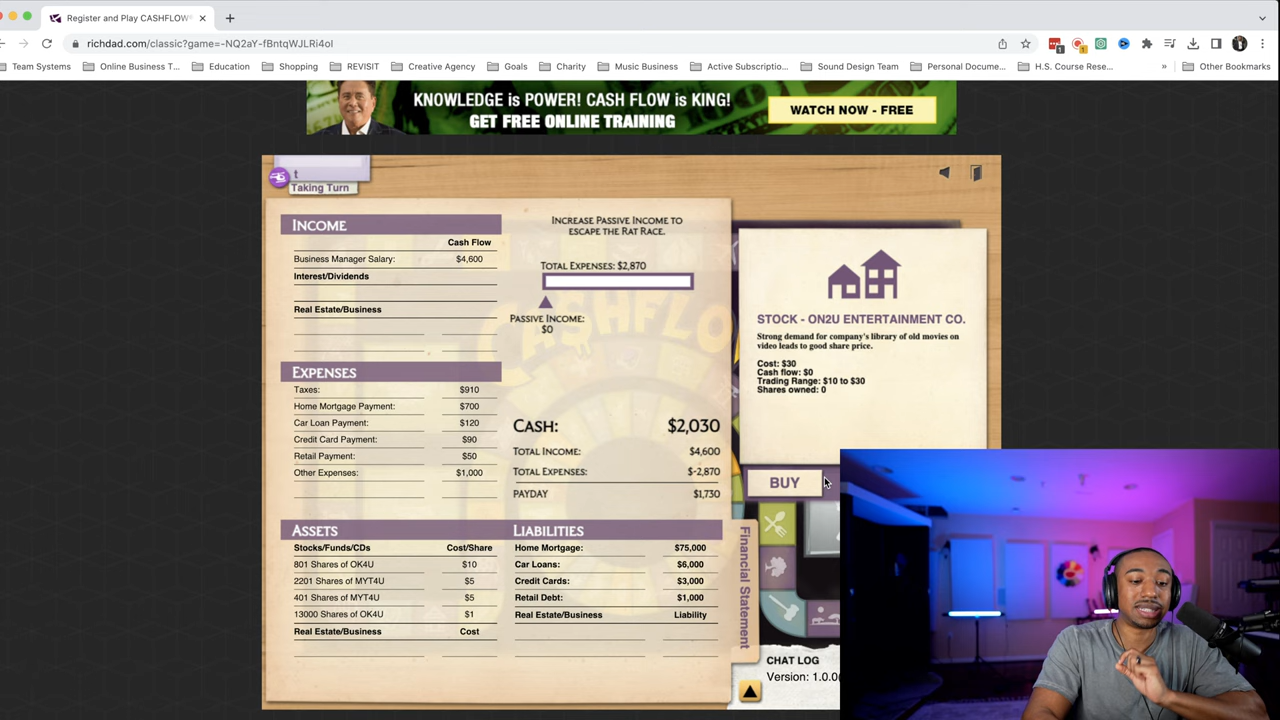 Register and Play CASHFLOW®
richdad.com/classic?game=-NQ2aY-fBntqWJLRi4oI
Team Systems
Online Business T...
Education
Shopping
REVISIT
Creative Agency
Goals
Charity
Music Business
Active Subscriptio...
Sound Design Team
Personal Docume...
H.S. Course Rese...
»
Other Bookmarks
KNOWLEDGE is POWER! CASH FLOW is KING!
GET FREE ONLINE TRAINING
WATCH NOW - FREE
t
Taking Turn
INCOME
Cash Flow
Business Manager Salary: $4,600
Interest/Dividends
Real Estate/Business
INCREASE PASSIVE INCOME TO
ESCAPE THE RAT RACE.
TOTAL EXPENSES: $2,870
PASSIVE INCOME:
$0
EXPENSES
Taxes: $910
Home Mortgage Payment: $700
Car Loan Payment: $120
Credit Card Payment: $90
Retail Payment: $50
Other Expenses: $1,000
CASH: $2,030
TOTAL INCOME: $4,600
TOTAL EXPENSES: $-2,870
PAYDAY $1,730
ASSETS
Stocks/Funds/CDs Cost/Share
801 Shares of OK4U $10
2201 Shares of MYT4U $5
401 Shares of MYT4U $5
13000 Shares of OK4U $1
Real Estate/Business Cost
LIABILITIES
Home Mortgage: $75,000
Car Loans: $6,000
Credit Cards: $3,000
Retail Debt: $1,000
Real Estate/Business Liability
Financial Statement
STOCK - ON2U ENTERTAINMENT CO.
Strong demand for company's library of old movies on
video leads to good share price.
Cost: $30
Cash flow: $0
Trading Range: $10 to $30
Shares owned: 0
BUY
CHAT LOG
Version: 1.0.0